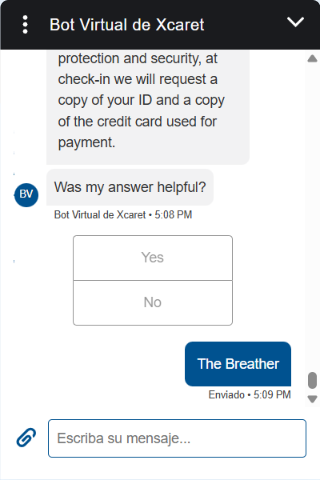 Bot Virtual de Xcaret
protection and security, at
check-in we will request a
copy of your ID and a copy
of the credit card used for
payment.
Was my answer helpful?
BV
Bot Virtual de Xcaret • 5:08 PM
Yes
No
The Breather
Enviado • 5:09 PM
Escriba su mensaje...